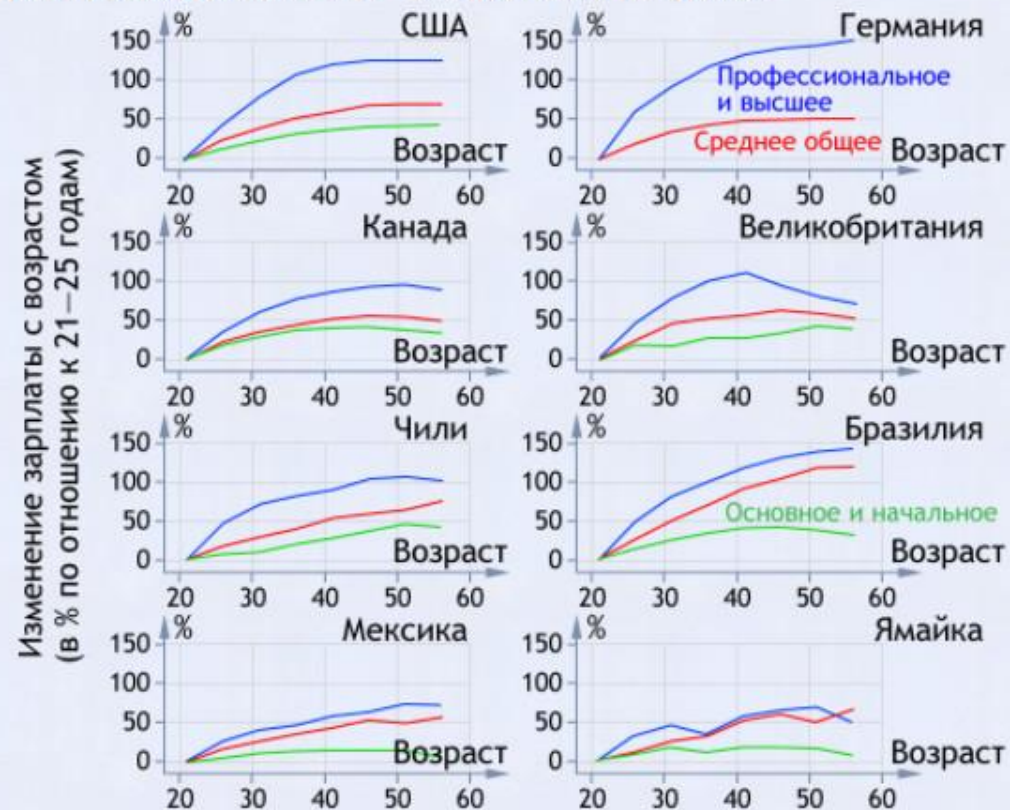 Изменение зарплаты с возрастом
(в % по отношению к 21—25 годам)
%
США
150
100
50
0
Возраст
20 30 40 50 60
%
Германия
150
100
50
0
Профессиональное
и высшее
Среднее общее
Возраст
20 30 40 50 60
%
Канада
150
100
50
0
Возраст
20 30 40 50 60
%
Великобритания
150
100
50
0
Возраст
20 30 40 50 60
%
Чили
150
100
50
0
Возраст
20 30 40 50 60
%
Бразилия
150
100
50
0
Основное и начальное
Возраст
20 30 40 50 60
%
Мексика
150
100
50
0
Возраст
20 30 40 50 60
%
Ямайка
150
100
50
0
Возраст
20 30 40 50 60